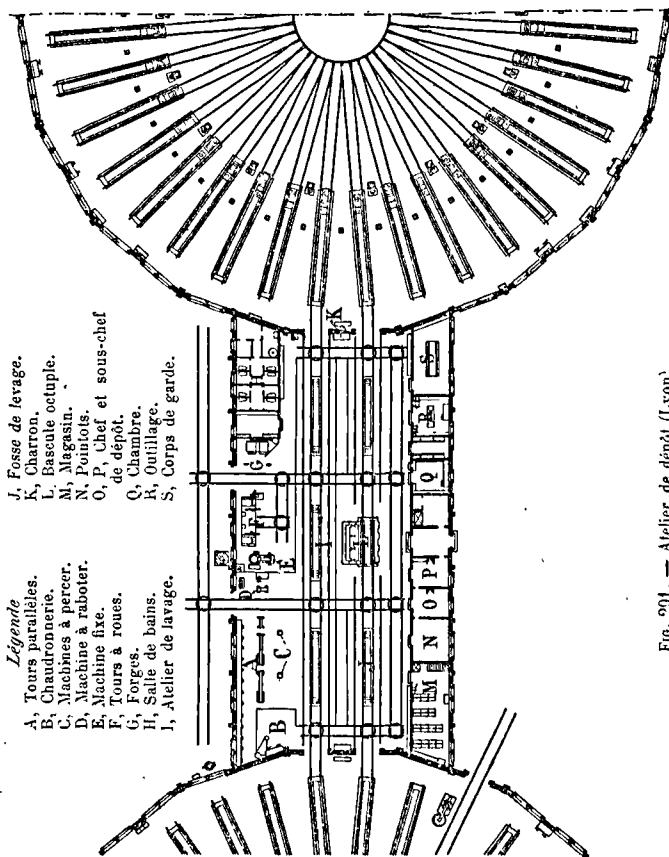 Légende
A, Tours parallèles.
B, Chaudronnerie.
C, Machines à percer.
D, Machine à raboter.
E, Machine fixe.
F, Tours à roues.
G, Forges.
H, Salle de bains.
I, Atelier de lavage.
J, Fosse de levage.
K, Charron.
L. Bascule octuple.
M, Magasin.
N, Pointots.
O, P, Chef et sous-chef
de dépôt.
Q, Chambre.
R, Outillage.
S, Corps de garde.
A
B
C
D
E
G
K
M
N
O
P
Q
R
S
Fig. 291. — Atelier de dépôt (Lyon)